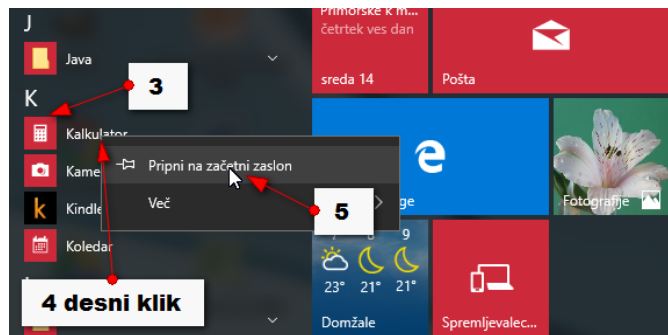 J
Java
3
K
Kalkulator
Pripni na začetni zaslon
Več
5
Kindle
Koledar
4 desni klik
Primorske k m...
četrtek ves dan
sreda 14
Pošta
ge
Fotografije
9
23° 21° 21°
Domžale
Spremljevalec...